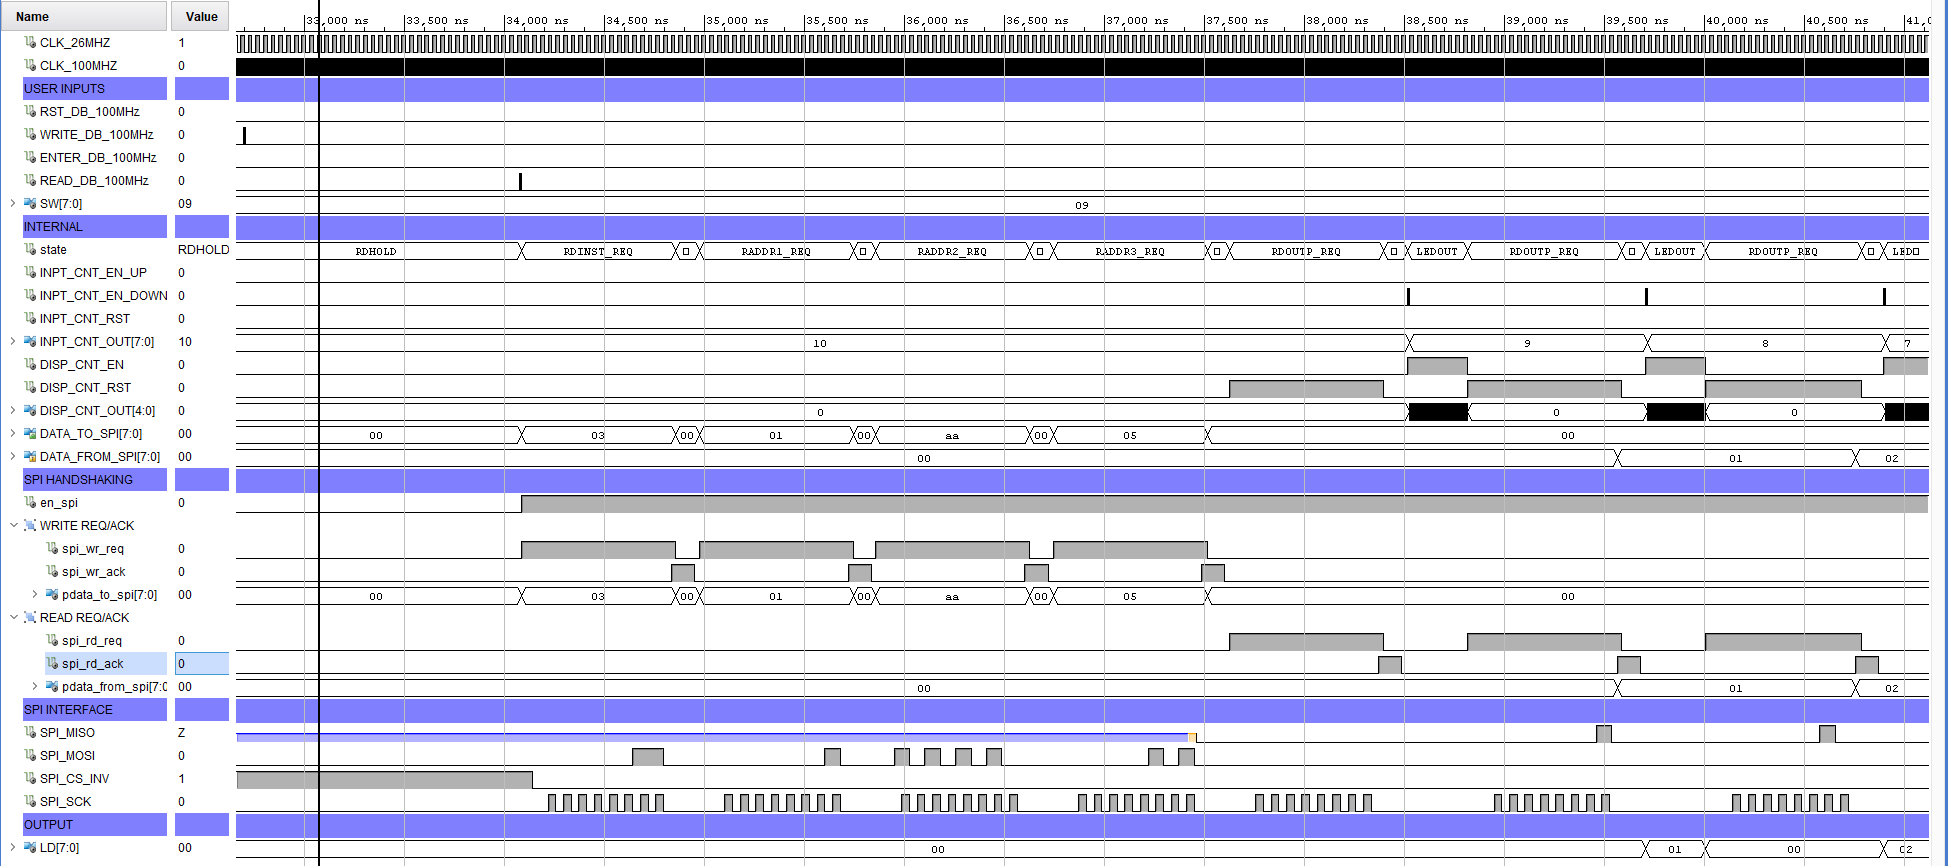 Name Value 33,000 ns 33,500 ns 34,000 ns 34,500 ns 35,000 ns 35,500 ns 36,000 ns 36,500 ns 37,000 ns 37,500 ns 38,000 ns 38,500 ns 39,000 ns 39,500 ns 40,000 ns 40,500 ns 41,0
CLK_26MHZ 1
CLK_100MHZ 0
USER INPUTS
RST_DB_100MHz 0
WRITE_DB_100MHz 0
ENTER_DB_100MHz 0
READ_DB_100MHz 0
SW[7:0] 09 09
INTERNAL
state RDHOLD RDHOLD RDINST_REQ RADDR1_REQ RADDR2_REQ RADDR3_REQ RDOUTP_REQ LEDOUT RDOUTP_REQ LEDOUT RDOUTP_REQ LED
INPT_CNT_EN_UP 0
INPT_CNT_EN_DOWN 0
INPT_CNT_RST 0
INPT_CNT_OUT[7:0] 10 10 9 8 7
DISP_CNT_EN 0
DISP_CNT_RST 0
DISP_CNT_OUT[4:0] 0 0 0 0
DATA_TO_SPI[7:0] 00 00 03 00 01 00 aa 00 05 00
DATA_FROM_SPI[7:0] 00 00 01 02
SPI HANDSHAKING
en_spi 0
WRITE REQ/ACK
spi_wr_req 0
spi_wr_ack 0
pdata_to_spi[7:0] 00 00 03 00 01 00 aa 00 05 00
READ REQ/ACK
spi_rd_req 0
spi_rd_ack 0
pdata_from_spi[7:0 00 00 01 02
SPI INTERFACE
SPI_MISO Z
SPI_MOSI 0
SPI_CS_INV 1
SPI_SCK 0
OUTPUT
LD[7:0] 00 00 01 00 02